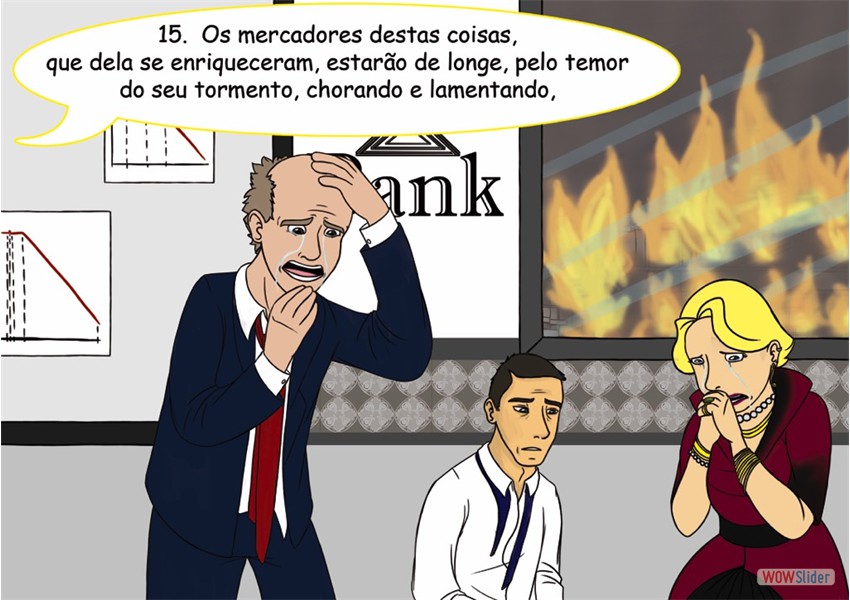 15. Os mercadores destas coisas,
que dela se enriqueceram, estarão de longe, pelo temor
do seu tormento, chorando e lamentando,
ank
WOWSlider